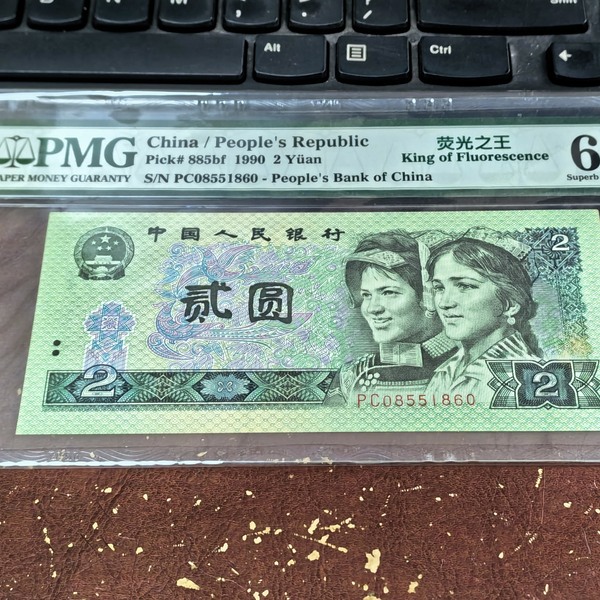 Shift
Alt
Ctrl
PMG
PAPER MONEY GUARANTY
China / People's Republic
Pick# 885bf 1990 2 Yüan
S/N PC08551860 - People's Bank of China
荧光之王
King of Fluorescence
6
Superb
中国人民银行
2
贰圆
2
2
PC08551860